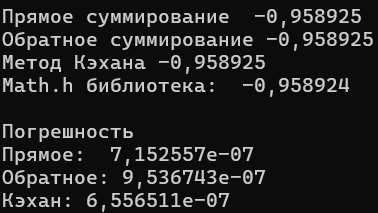 Прямое суммирование  -0,958925
Обратное суммирование -0,958925
Метод Кэхана -0,958925
Math.h библиотека:  -0,958924

Погрешность
Прямое:  7,152557e-07
Обратное: 9,536743e-07
Кэхан: 6,556511e-07